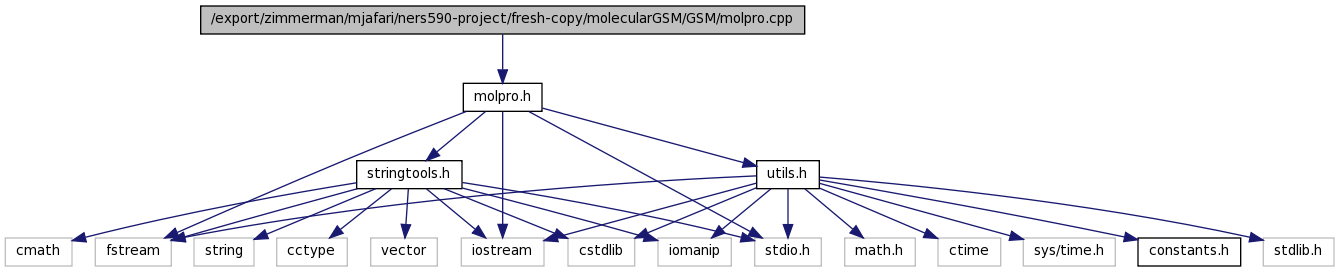 /export/zimmerman/mjafari/ners590-project/fresh-copy/molecularGSM/GSM/molpro.cpp
molpro.h
stringtools.h
utils.h
cmath
fstream
string
cctype
vector
iostream
cstdlib
iomanip
stdio.h
math.h
ctime
sys/time.h
constants.h
stdlib.h